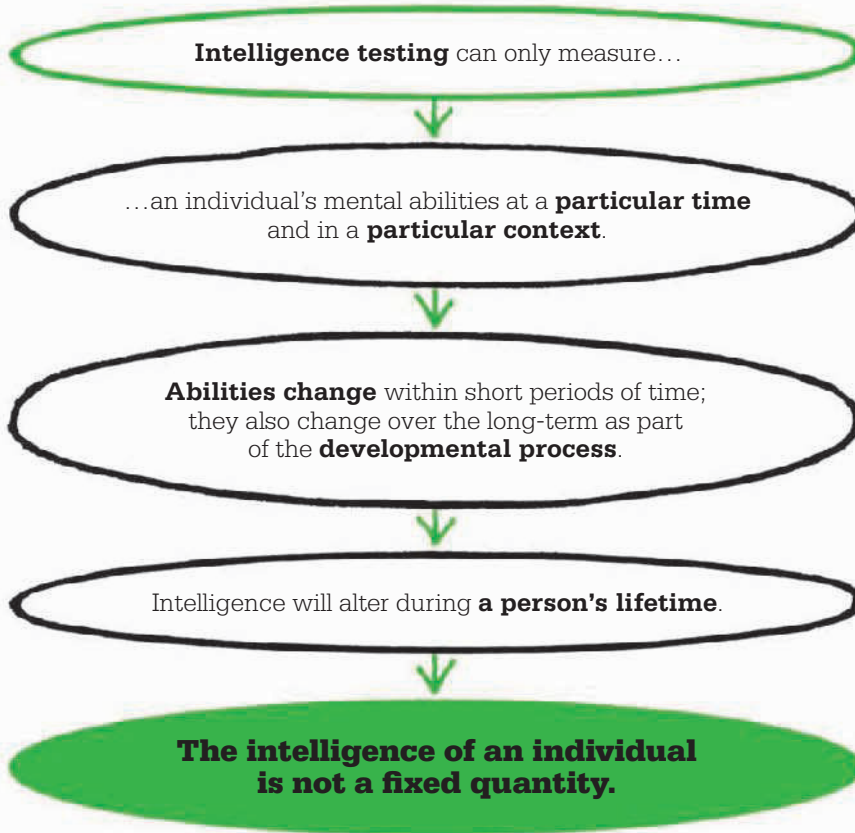 Intelligence testing can only measure…
…an individual’s mental abilities at a particular time
and in a particular context.
Abilities change within short periods of time;
they also change over the long-term as part
of the developmental process.
Intelligence will alter during a person’s lifetime.
The intelligence of an individual
is not a fixed quantity.